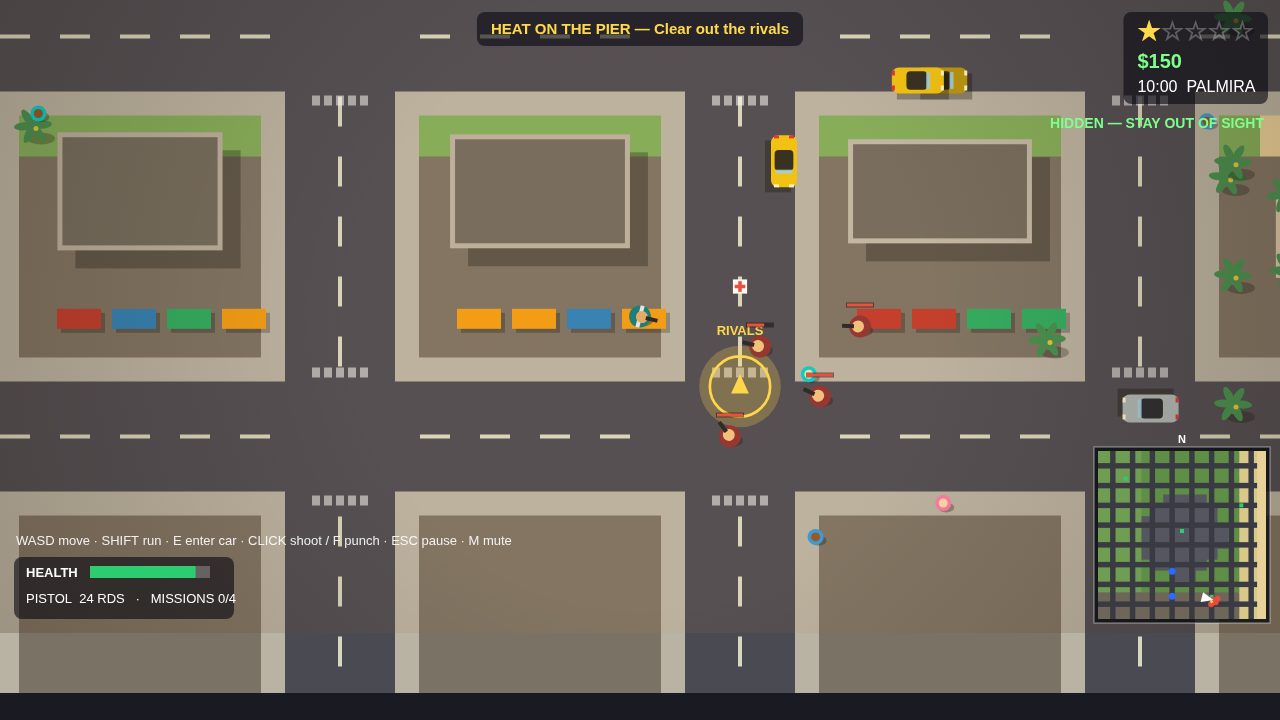 HEAT ON THE PIER — Clear out the rivals
$150
10:00 PALMIRA
HIDDEN — STAY OUT OF SIGHT
RIVALS
N
WASD move · SHIFT run · E enter car · CLICK shoot / F punch · ESC pause · M mute
HEALTH
PISTOL 24 RDS · MISSIONS 0/4